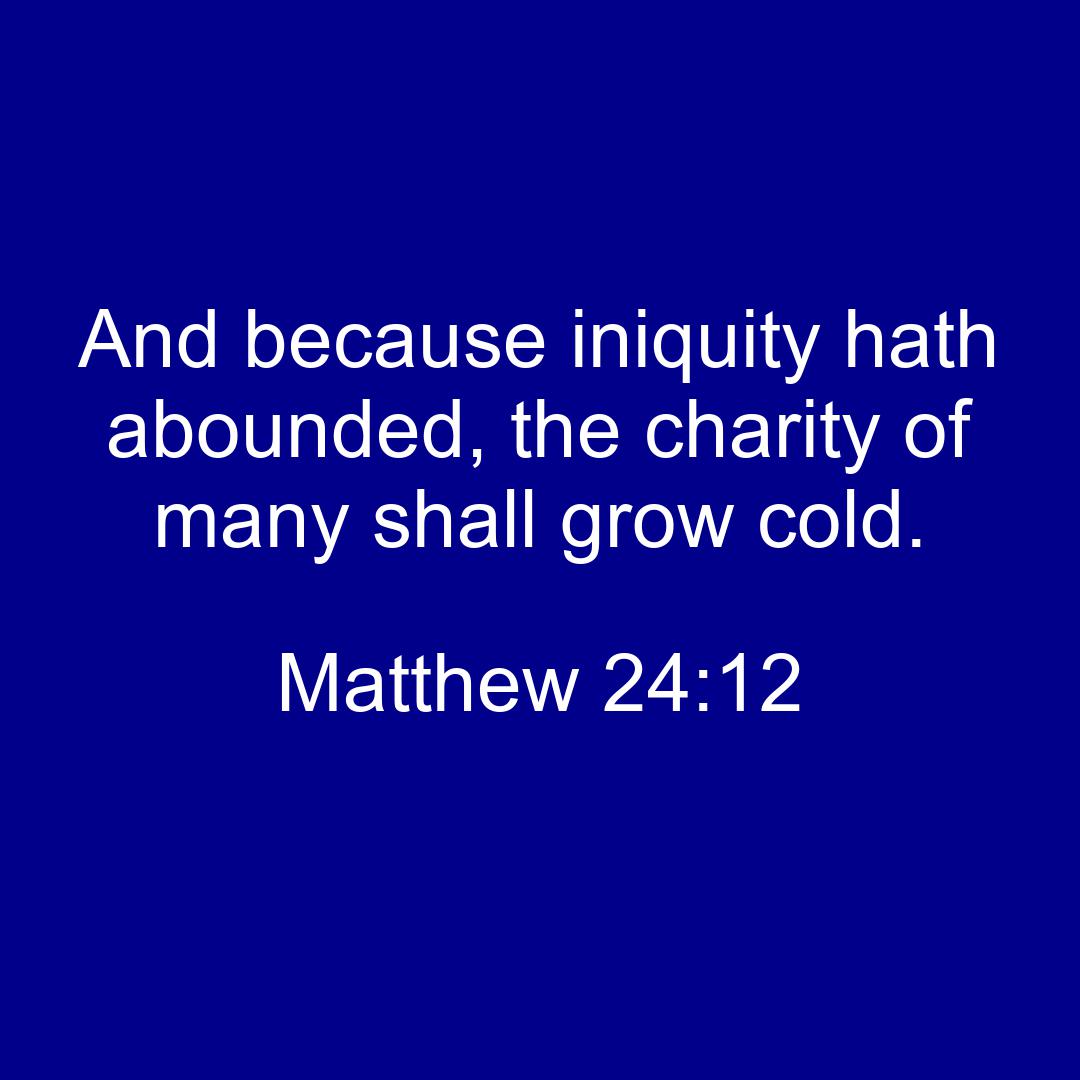 And because iniquity hath
abounded, the charity of
many shall grow cold.
Matthew 24:12